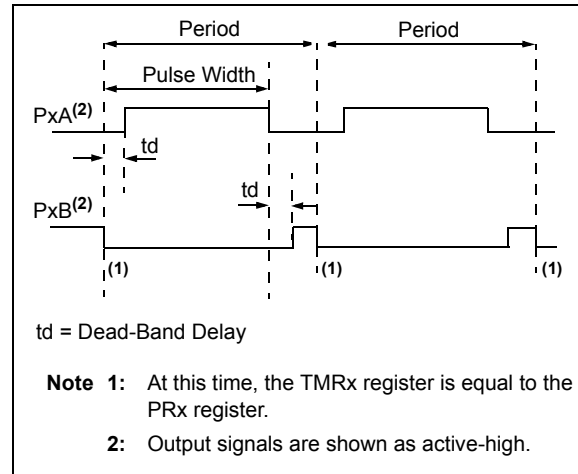 Period Period
Pulse Width
PxA(2)
td
td
PxB(2)
(1) (1) (1)
td = Dead-Band Delay
Note 1: At this time, the TMRx register is equal to the
PRx register.
2: Output signals are shown as active-high.